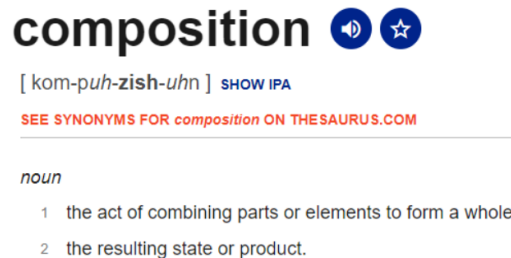 composition
[ kom-puh-zish-uhn ] SHOW IPA
SEE SYNONYMS FOR composition ON THESAURUS.COM
noun
1 the act of combining parts or elements to form a whole
2 the resulting state or product.